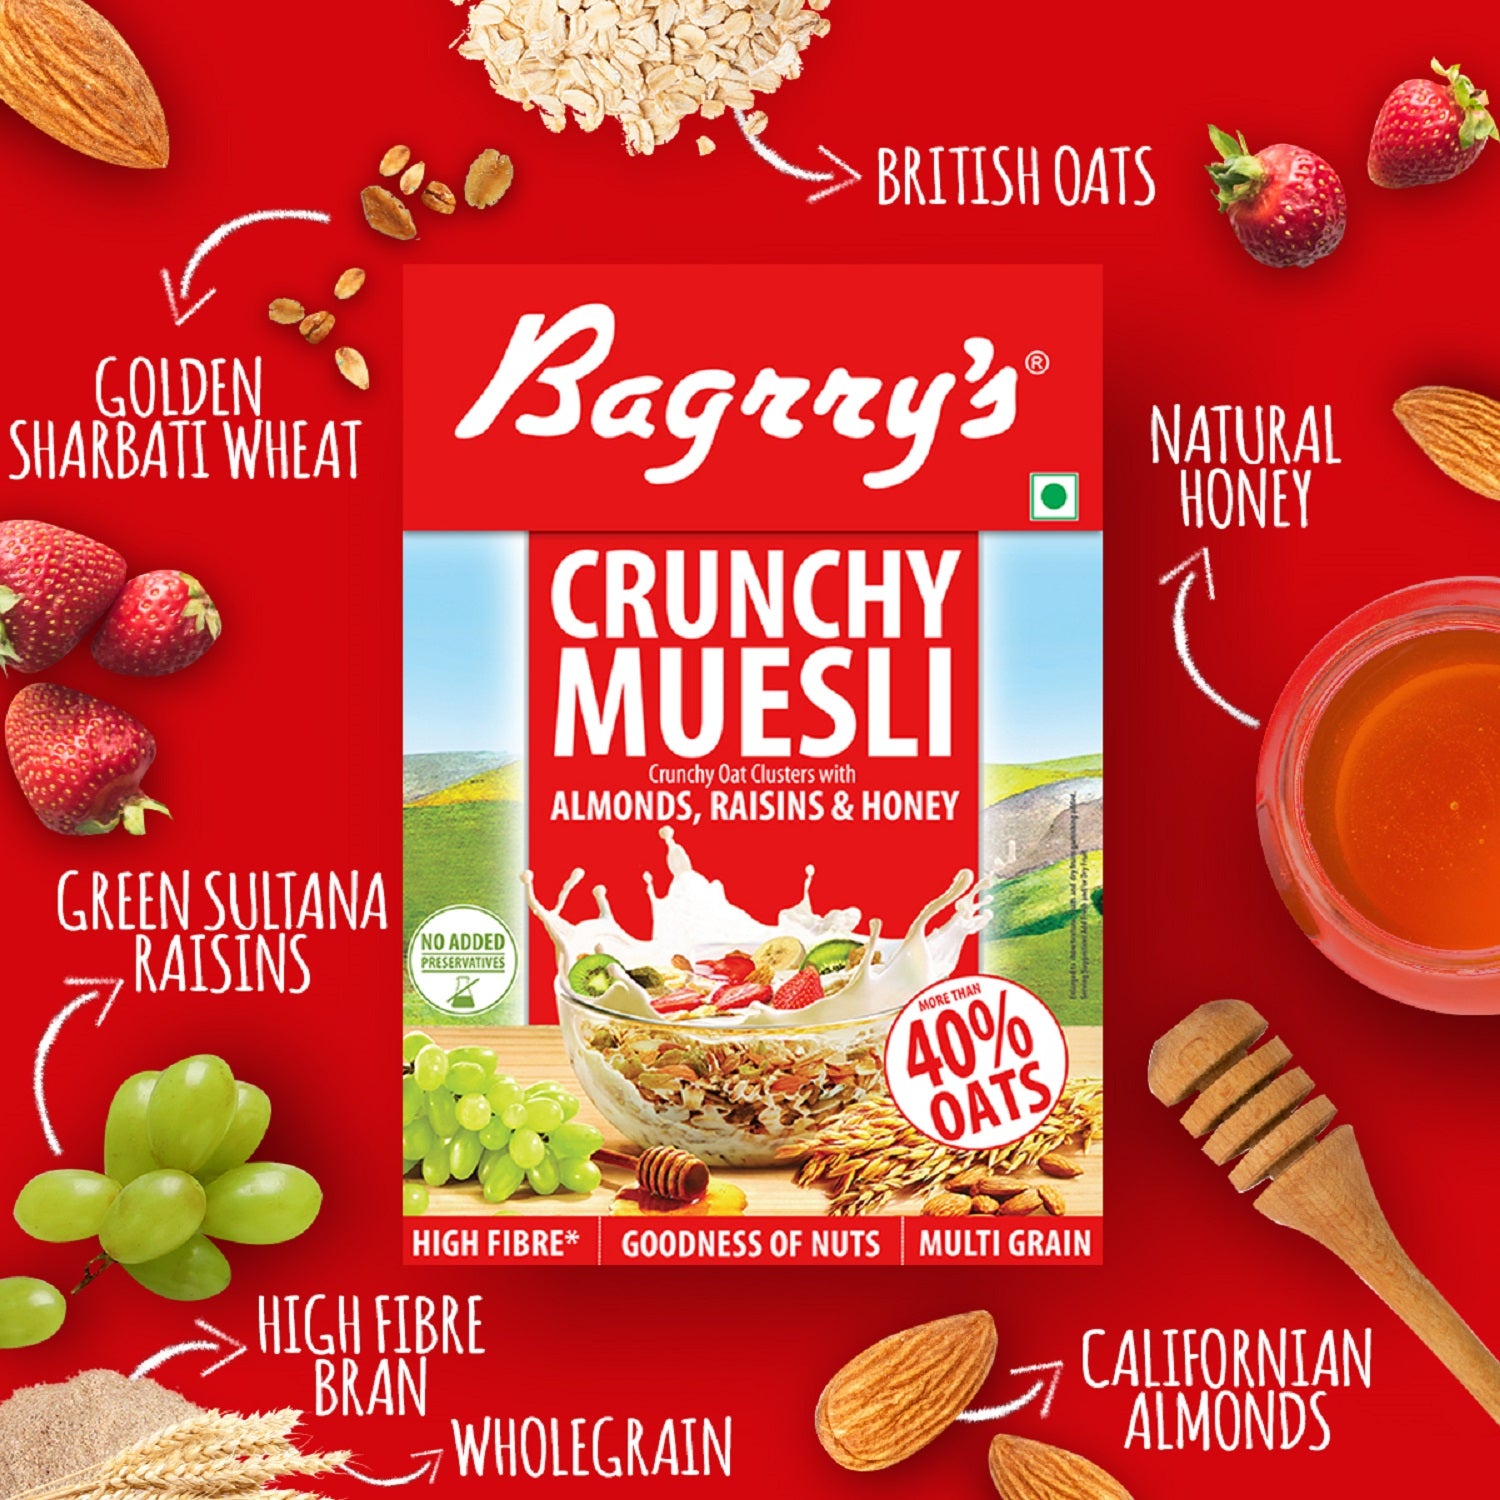 BRITISH OATS
GOLDEN
SHARBATI WHEAT
NATURAL
HONEY
Bagrry's®
CRUNCHY
MUESLI
Crunchy Oat Clusters with
ALMONDS, RAISINS & HONEY
GREEN SULTANA
RAISINS
NO ADDED
PRESERVATIVES
MORE THAN
40%
OATS
HIGH FIBRE*
GOODNESS OF NUTS
MULTI GRAIN
HIGH FIBRE
BRAN
WHOLEGRAIN
CALIFORNIAN
ALMONDS